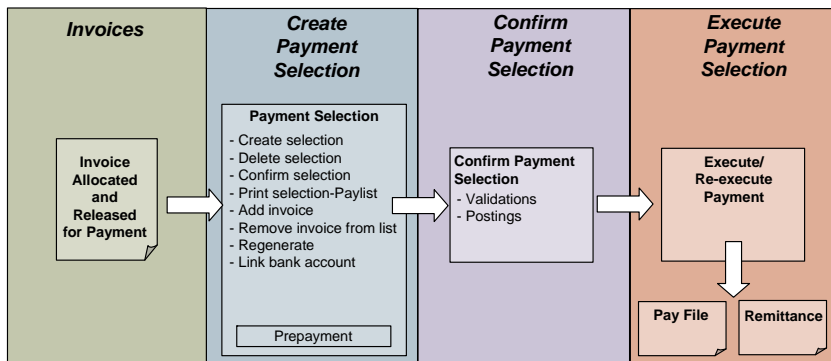 Invoices
Create
Payment
Selection
Confirm
Payment
Selection
Execute
Payment
Selection
Invoice
Allocated
and
Released
for Payment
Payment Selection
- Create selection
- Delete selection
- Confirm selection
- Print selection-Paylist
- Add invoice
- Remove invoice from list
- Regenerate
- Link bank account
Prepayment
Confirm Payment
Selection
- Validations
- Postings
Execute/
Re-execute
Payment
Pay File
Remittance